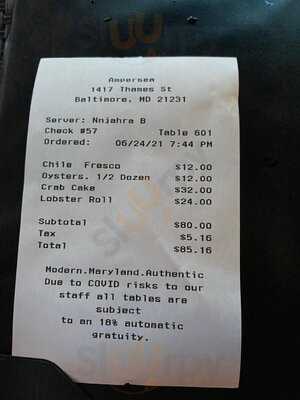 Ampersea
1417 Thames St
Baltimore, MD 21231
Server: Nnjahra B
Check #57 Table 601
Ordered: 06/24/21 7:44 PM
Chile Fresco $12.00
Oysters. 1/2 Dozen $12.00
Crab Cake $32.00
Lobster Roll $24.00
Subtotal $80.00
Tax $5.16
Total $85.16
Modern.Maryland.Authentic
Due to COVID risks to our
staff all tables are
subject
to an 18% automatic
gratuity.